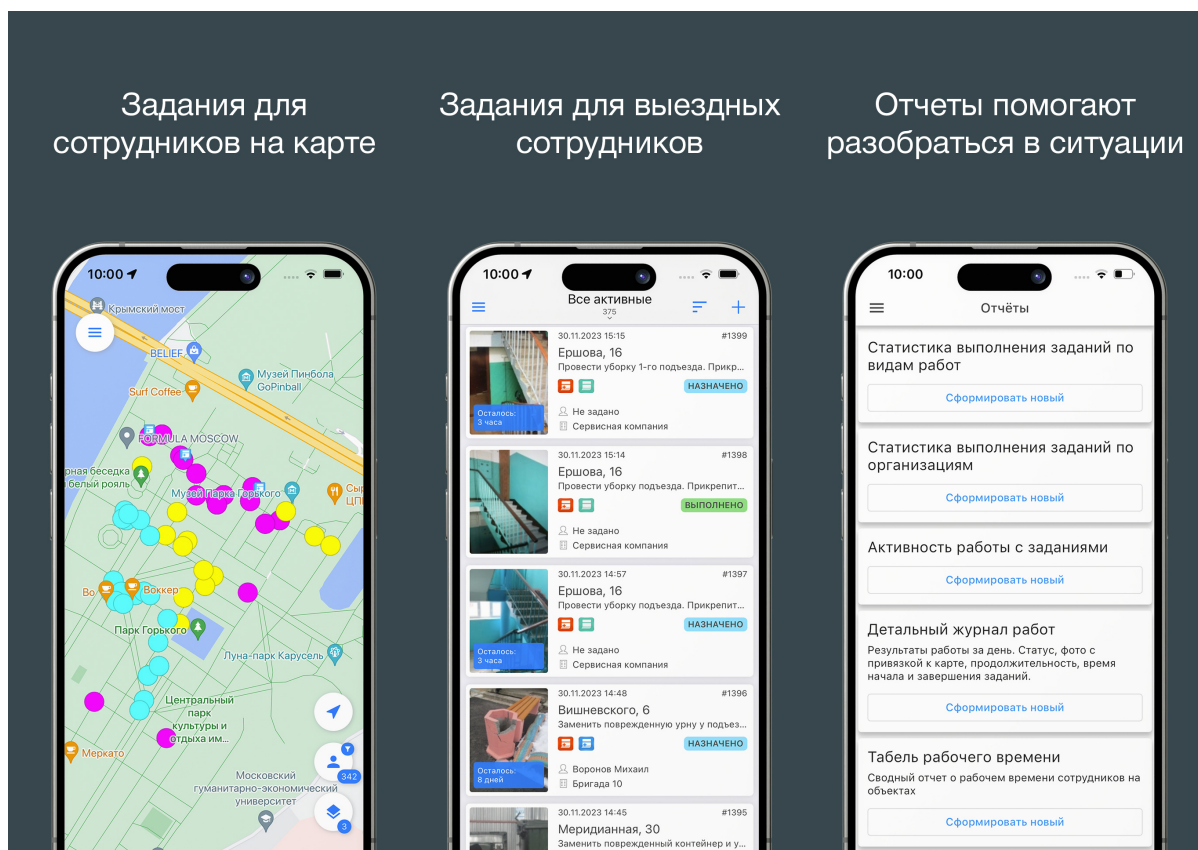 Задания для
сотрудников на карте
Задания для выездных
сотрудников
Отчеты помогают
разобраться в ситуации
10:00
Крымский мост
BELIEF
Музей Пинбола
GoPinball
Surf Coffee
FORMULA MOSCOW
рная беседка
белый рояль
Музей Парка Горького
Сыр
ЦПК
Во
Воккер
Парк Горького
Луна-парк Карусель
Центральный
парк
культуры и
отдыха им...
Меркато
342
Московский
гуманитарно-экономический
университет
3
10:00
Все активные
375
30.11.2023 15:15
#1399
Ершова, 16
Провести уборку 1-го подъезда. Прикр...
НАЗНАЧЕНО
Осталось:
3 часа
Не задано
Сервисная компания
30.11.2023 15:14
#1398
Ершова, 16
Провести уборку подъезда. Прикрепит...
ВЫПОЛНЕНО
Не задано
Сервисная компания
30.11.2023 14:57
#1397
Ершова, 16
Провести уборку подъезда. Прикрепит...
НАЗНАЧЕНО
Осталось:
3 часа
Не задано
Сервисная компания
30.11.2023 14:48
#1396
Вишневского, 6
Заменить поврежденную урну у подъез...
НАЗНАЧЕНО
Осталось:
8 дней
Воронов Михаил
Бригада 10
30.11.2023 14:45
#1395
Меридианная, 30
Заменить поврежденный контейнер и у...
10:00
Отчёты
Статистика выполнения заданий по
видам работ
Сформировать новый
Статистика выполнения заданий по
организациям
Сформировать новый
Активность работы с заданиями
Сформировать новый
Детальный журнал работ
Результаты работы за день. Статус, фото с
привязкой к карте, продолжительность, время
начала и завершения заданий.
Сформировать новый
Табель рабочего времени
Сводный отчет о рабочем времени сотрудников на
объектах
Сформировать новый